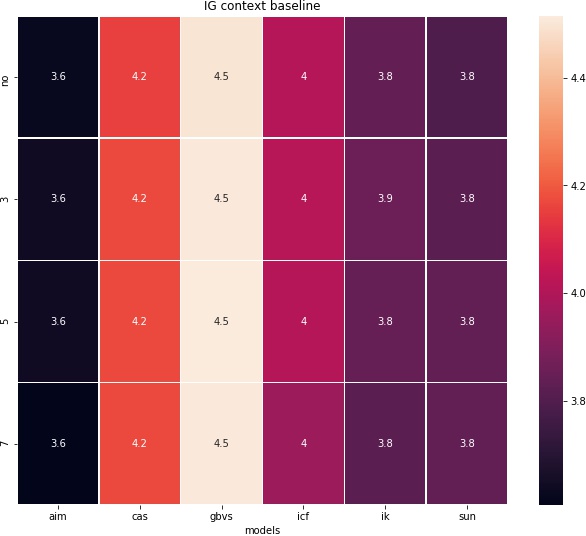 IG context baseline
no 3.6 4.2 4.5 4 3.8 3.8
3 3.6 4.2 4.5 4 3.9 3.8
5 3.6 4.2 4.5 4 3.8 3.8
7 3.6 4.2 4.5 4 3.8 3.8
aim cas gbvs icf ik sun
models
4.4
4.2
4.0
3.8